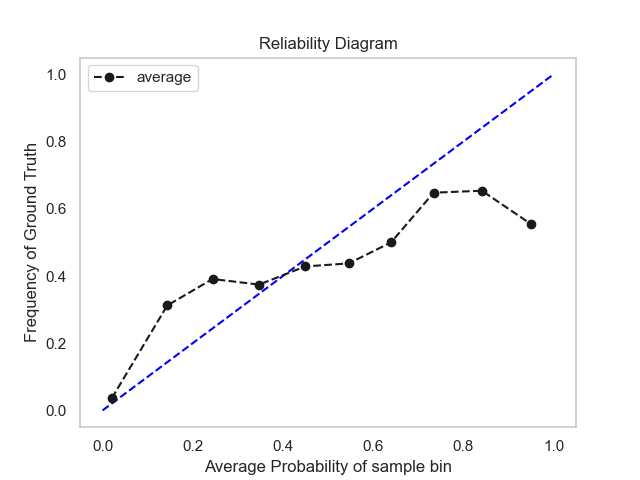 Reliability Diagram
average
Frequency of Ground Truth
1.0
0.8
0.6
0.4
0.2
0.0
0.0 0.2 0.4 0.6 0.8 1.0
Average Probability of sample bin